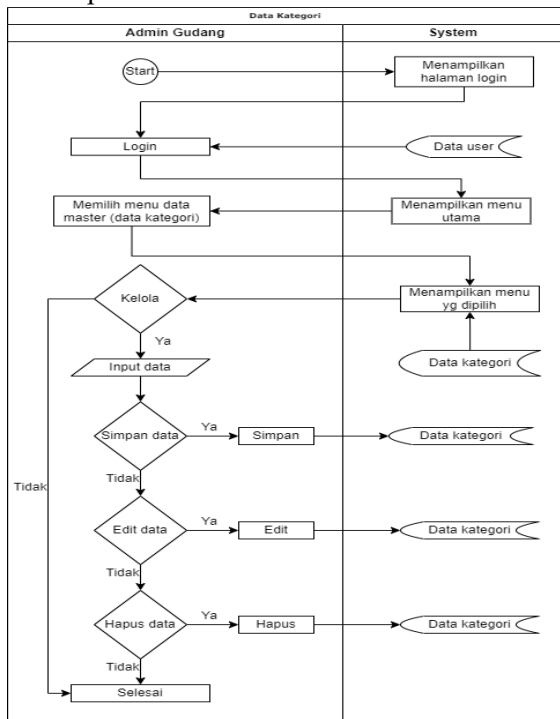 Data Kategori
Admin Gudang
System
Start
Menampilkan
halaman login
Login
Data user
Memilih menu data
master (data kategori)
Menampilkan menu
utama
Kelola
Menampilkan menu
yg dipilih
Ya
Input data
Data kategori
Simpan data
Ya
Simpan
Data kategori
Tidak
Tidak
Edit data
Ya
Edit
Data kategori
Tidak
Hapus data
Ya
Hapus
Data kategori
Tidak
Selesai